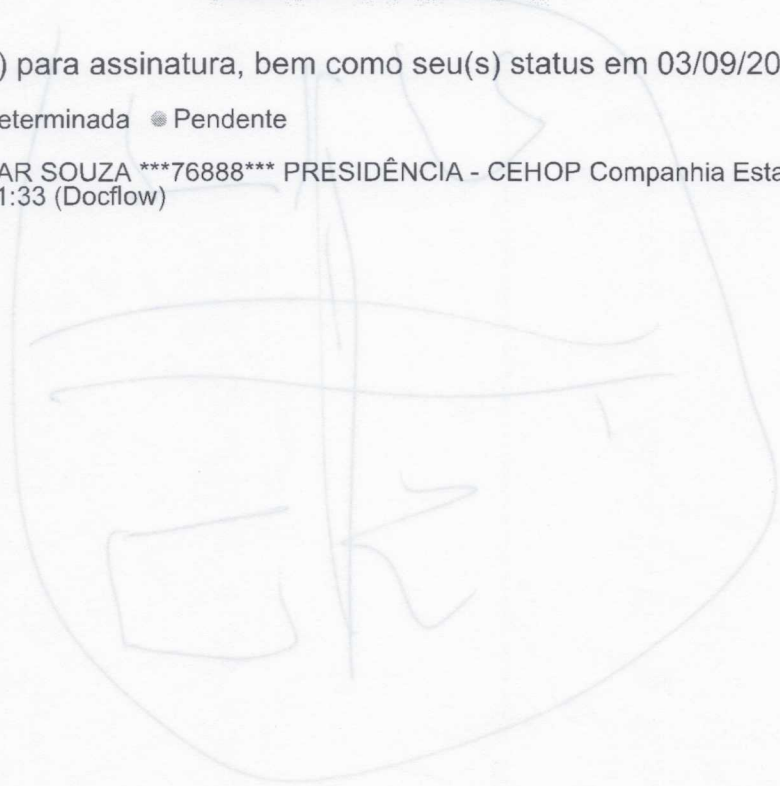 ) para assinatura, bem como seu(s) status em 03/09/20
eterminada Pendente
AR SOUZA ***76888*** PRESIDÊNCIA - CEHOP Companhia Esta
1:33 (Docflow)